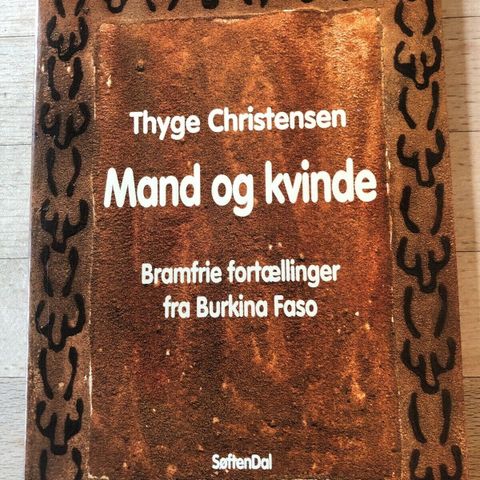 Thyge Christensen
Mand og kvinde
Bramfrie fortællinger
fra Burkina Faso
SøftenDal